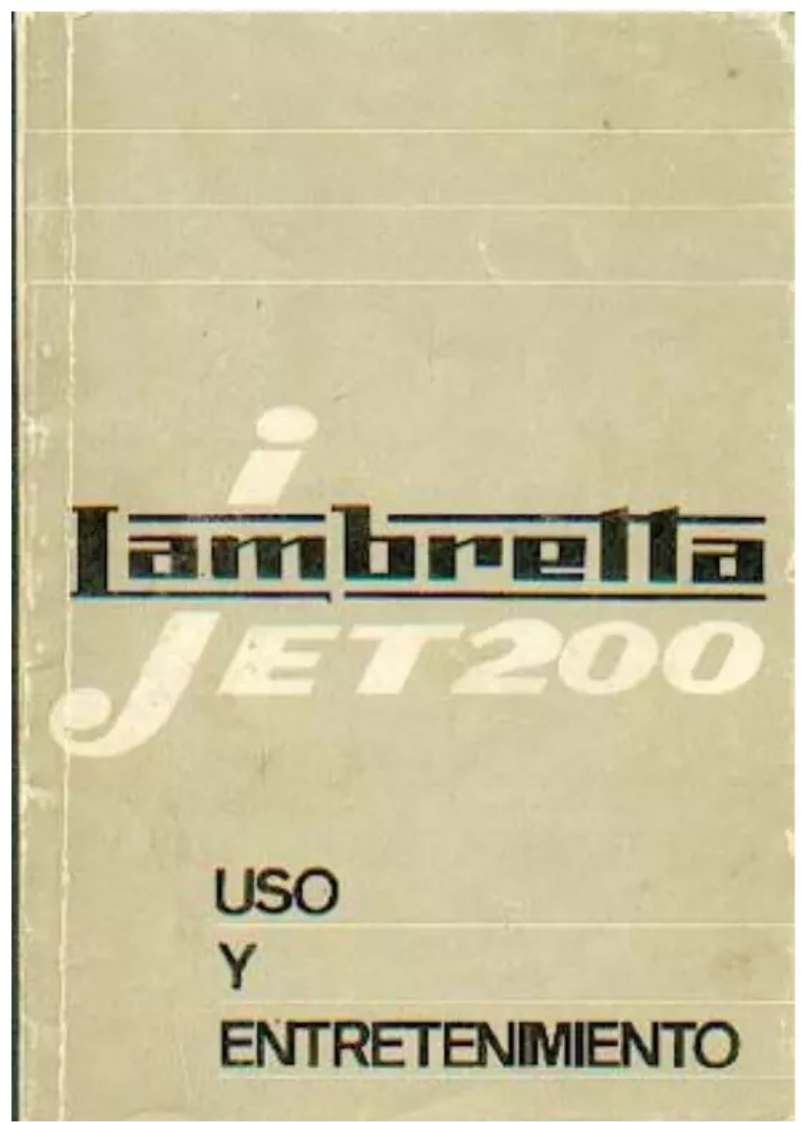 Lambretta
JET200
USO
Y
ENTRETENIMIENTO